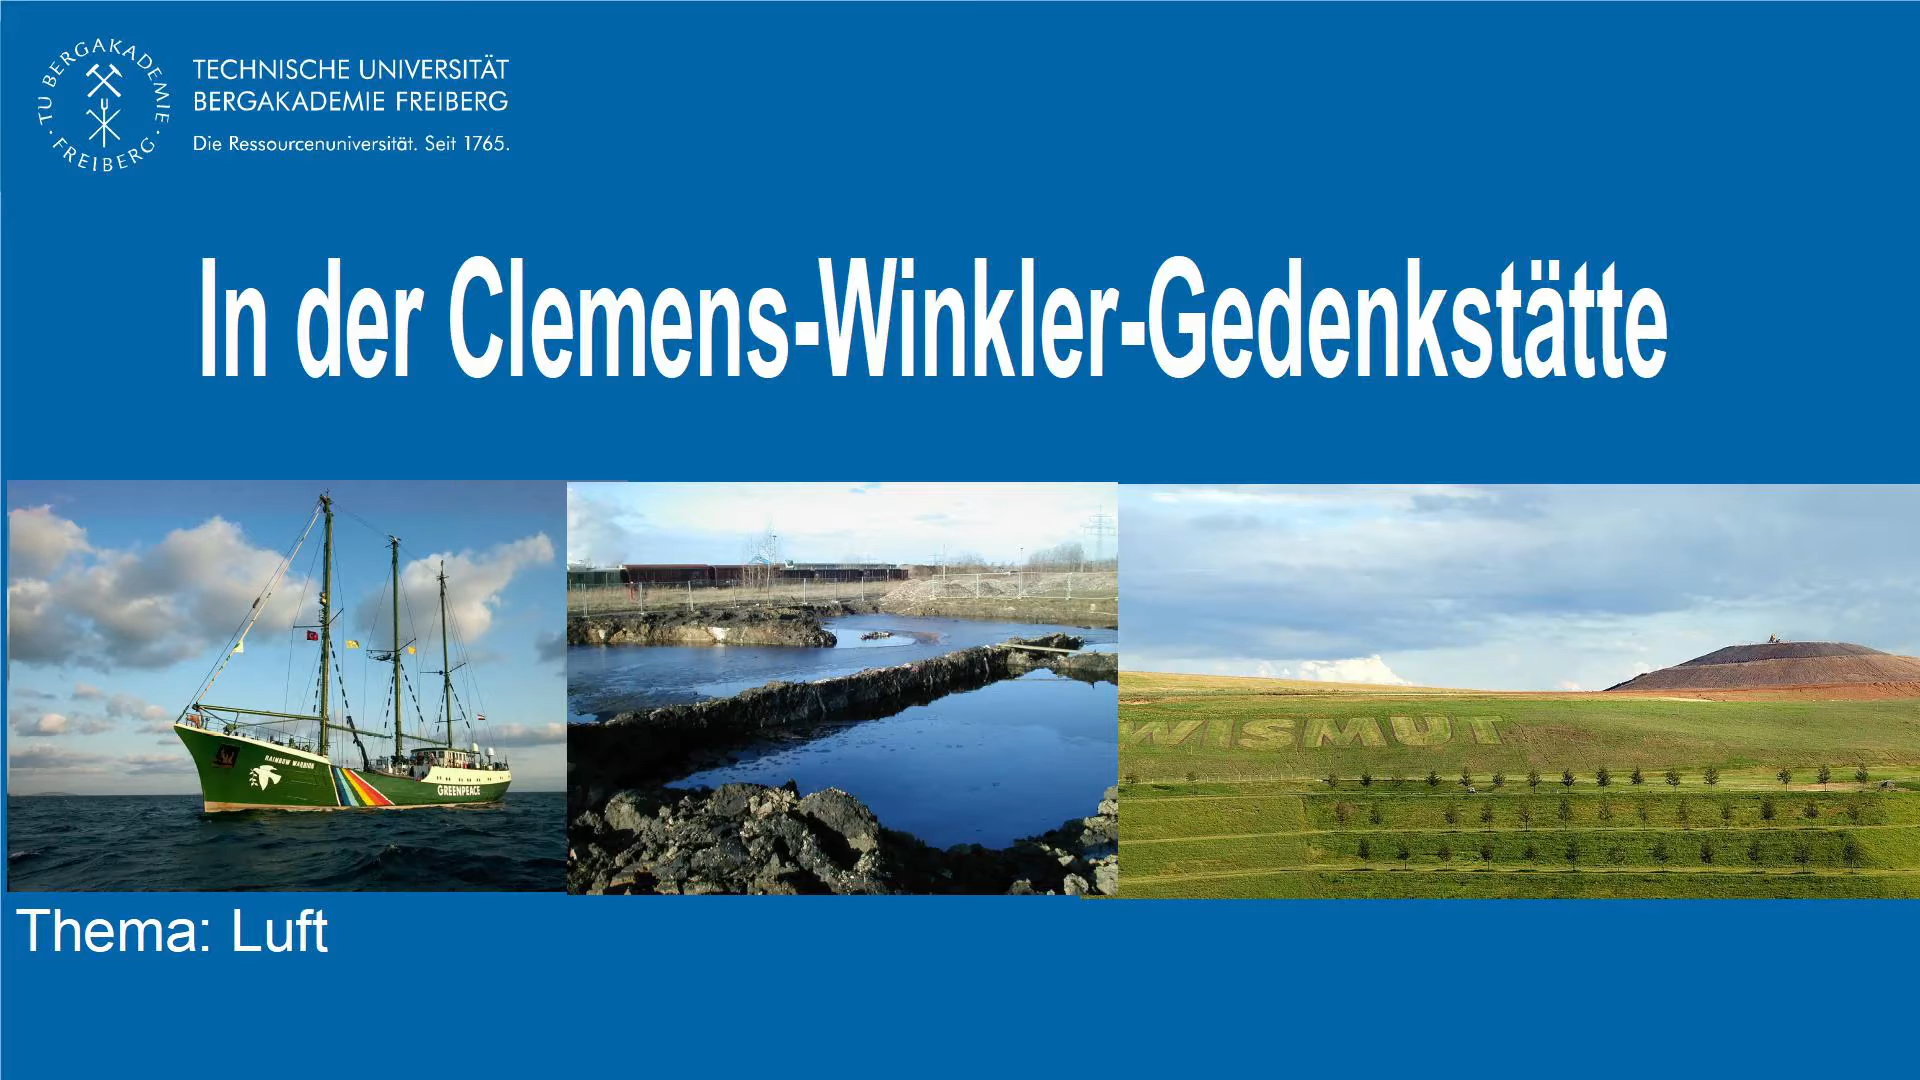 TU BERGAKADEMIE FREIBERG
TECHNISCHE UNIVERSITÄT
BERGAKADEMIE FREIBERG
Die Ressourcenuniversität. Seit 1765.
In der Clemens-Winkler-Gedenkstätte
RAINBOW WARRIOR
GREENPEACE
WISMUT
Thema: Luft